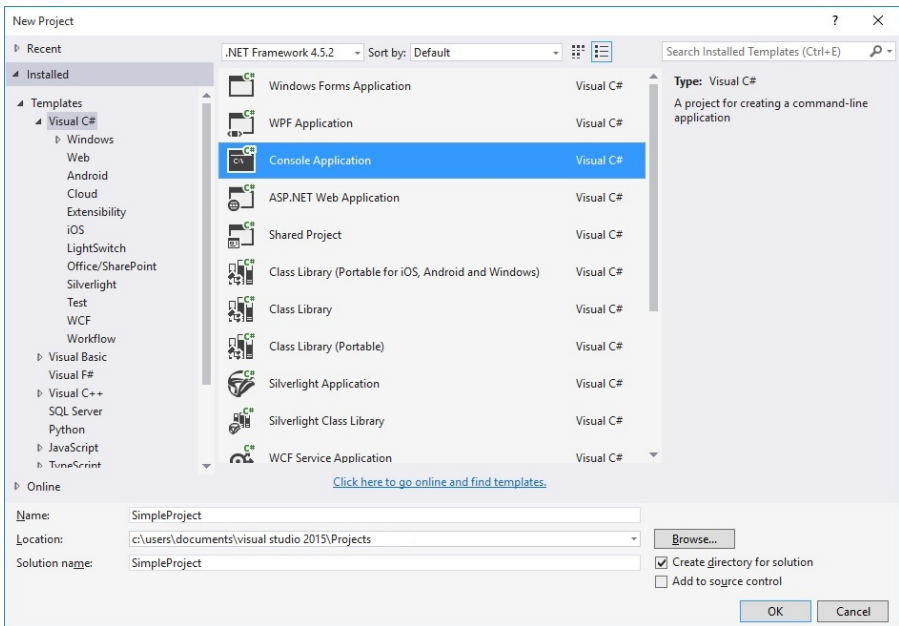 New Project
? X
Recent
Installed
Templates
Visual C#
Windows
Web
Android
Cloud
Extensibility
iOS
LightSwitch
Office/SharePoint
Silverlight
Test
WCF
Workflow
Visual Basic
Visual F#
Visual C++
SQL Server
Python
JavaScript
TypeScript
Online
.NET Framework 4.5.2 Sort by: Default
Windows Forms Application Visual C#
WPF Application Visual C#
Console Application Visual C#
ASP.NET Web Application Visual C#
Shared Project Visual C#
Class Library (Portable for iOS, Android and Windows) Visual C#
Class Library Visual C#
Class Library (Portable) Visual C#
Silverlight Application Visual C#
Silverlight Class Library Visual C#
WCF Service Application Visual C#
Click here to go online and find templates.
Search Installed Templates (Ctrl+E)
Type: Visual C#
A project for creating a command-line
application
Name: SimpleProject
Location: c:\users\documents\visual studio 2015\Projects
Browse...
Solution name: SimpleProject
Create directory for solution
Add to source control
OK Cancel